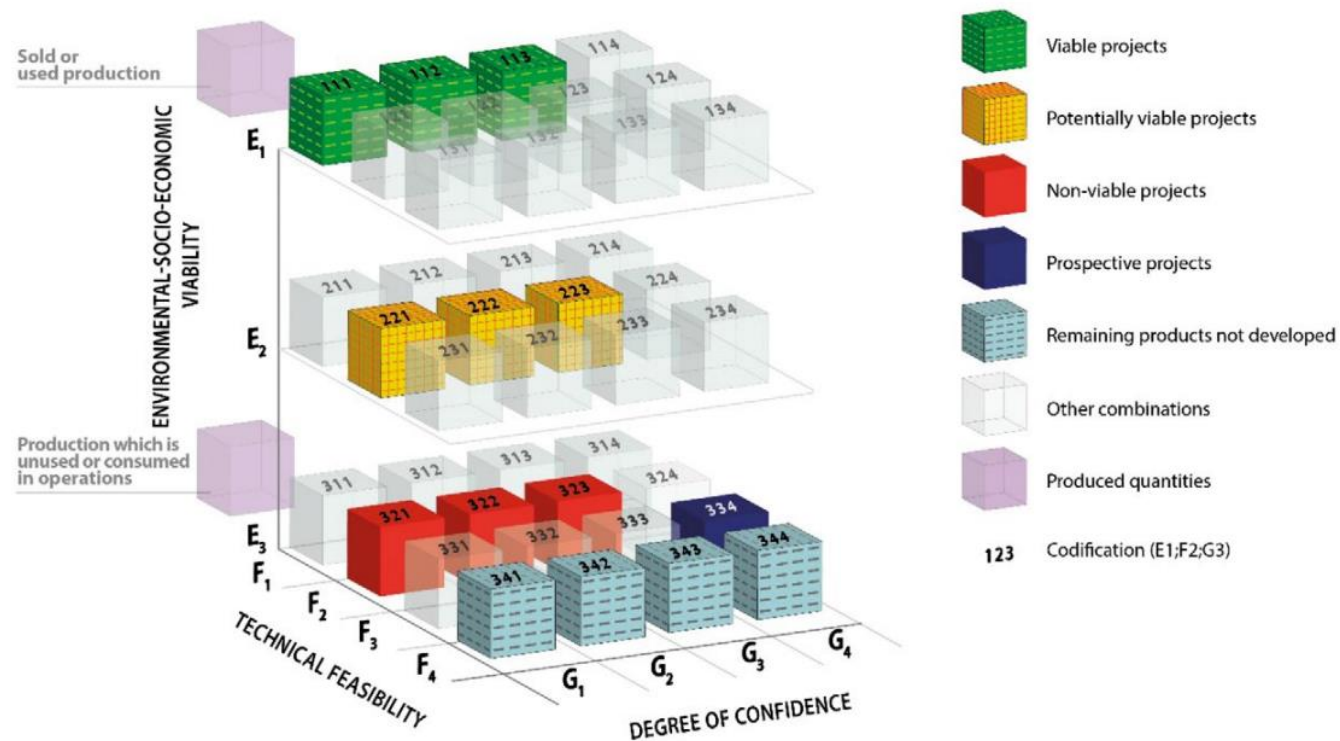 Sold or
used production
ENVIRONMENTAL-SOCIO-ECONOMIC
VIABILITY
E1
111
112
113
114
122
123
124
131
132
133
134
E2
211
212
213
214
221
222
223
224
231
232
233
234
Production which is
unused or consumed
in operations
E3
311
312
313
314
321
322
323
324
331
332
333
334
341
342
343
344
F1
F2
F3
F4
TECHNICAL FEASIBILITY
G1
G2
G3
G4
DEGREE OF CONFIDENCE
Viable projects
Potentially viable projects
Non-viable projects
Prospective projects
Remaining products not developed
Other combinations
Produced quantities
123 Codification (E1;F2;G3)